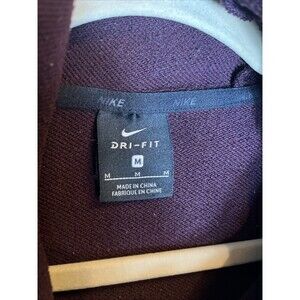 NIKE NIKE
DRI-FIT
M
M M M
MADE IN CHINA
FABRIQUÉ EN CHINE